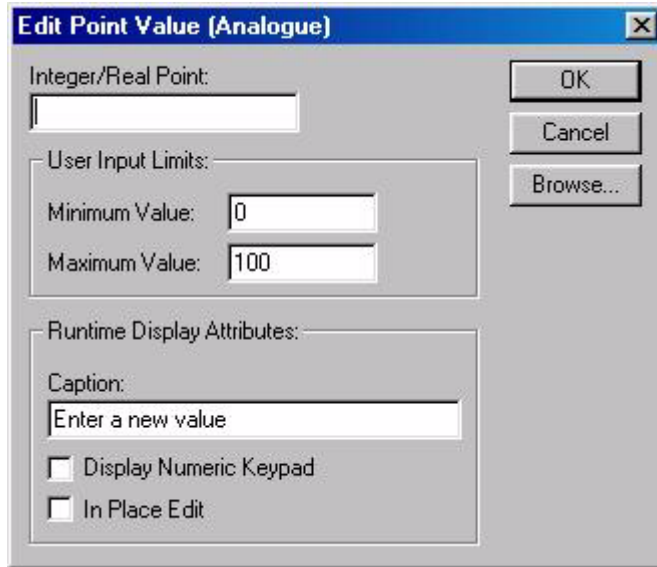 Edit Point Value (Analogue)
Integer/Real Point:
OK
Cancel
Browse...
User Input Limits:
Minimum Value: 0
Maximum Value: 100
Runtime Display Attributes:
Caption:
Enter a new value
Display Numeric Keypad
In Place Edit